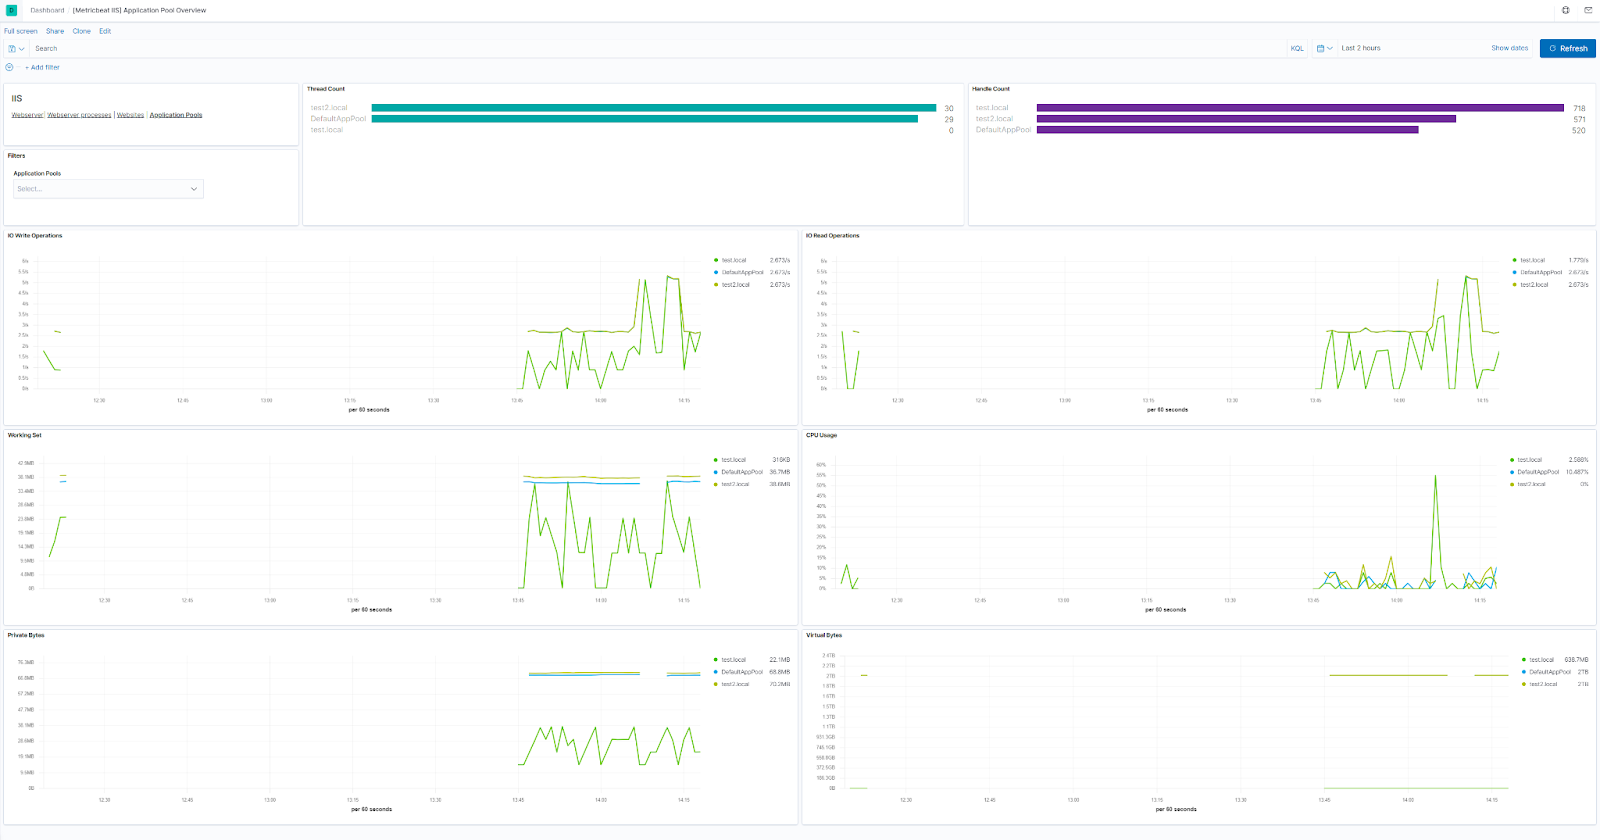 D Dashboard / [Metricbeat IIS] Application Pool Overview
Full screen Share Clone Edit
Search KQL Last 2 hours Show dates Refresh
+ Add filter
IIS
Webserver | Webserver processes | Websites | Application Pools
Filters
Application Pools
Select...
Thread Count
test2.local 30
DefaultAppPool 29
test.local 0
Handle Count
test.local 718
test2.local 571
DefaultAppPool 520
IO Write Operations
6/s
5.5/s
5/s
4.5/s
4/s
3.5/s
3/s
2.5/s
2/s
1.5/s
1/s
0.5/s
0/s
12:30 12:45 13:00 13:15 13:30 13:45 14:00 14:15
per 60 seconds
test.local 2.673/s
DefaultAppPool 2.673/s
test2.local 2.673/s
IO Read Operations
6/s
5.5/s
5/s
4.5/s
4/s
3.5/s
3/s
2.5/s
2/s
1.5/s
1/s
0.5/s
0/s
12:30 12:45 13:00 13:15 13:30 13:45 14:00 14:15
per 60 seconds
test.local 1.779/s
DefaultAppPool 2.673/s
test2.local 2.673/s
Working Set
42.9MB
38.1MB
33.4MB
28.6MB
23.8MB
19.1MB
14.3MB
9.5MB
4.8MB
0B
12:30 12:45 13:00 13:15 13:30 13:45 14:00 14:15
per 60 seconds
test.local 316KB
DefaultAppPool 36.7MB
test2.local 38.6MB
CPU Usage
60%
55%
50%
45%
40%
35%
30%
25%
20%
15%
10%
5%
0%
12:30 12:45 13:00 13:15 13:30 13:45 14:00 14:15
per 60 seconds
test.local 2.588%
DefaultAppPool 10.487%
test2.local 0%
Private Bytes
76.3MB
66.8MB
57.2MB
47.7MB
38.1MB
28.6MB
19.1MB
9.5MB
0B
12:30 12:45 13:00 13:15 13:30 13:45 14:00 14:15
per 60 seconds
test.local 22.1MB
DefaultAppPool 68.8MB
test2.local 70.2MB
Virtual Bytes
2.4TB
2.2TB
2TB
1.8TB
1.6TB
1.5TB
1.3TB
1.1TB
931.3GB
745.1GB
558.8GB
372.5GB
186.3GB
0B
12:30 12:45 13:00 13:15 13:30 13:45 14:00 14:15
per 60 seconds
test.local 638.7MB
DefaultAppPool 2TB
test2.local 2TB